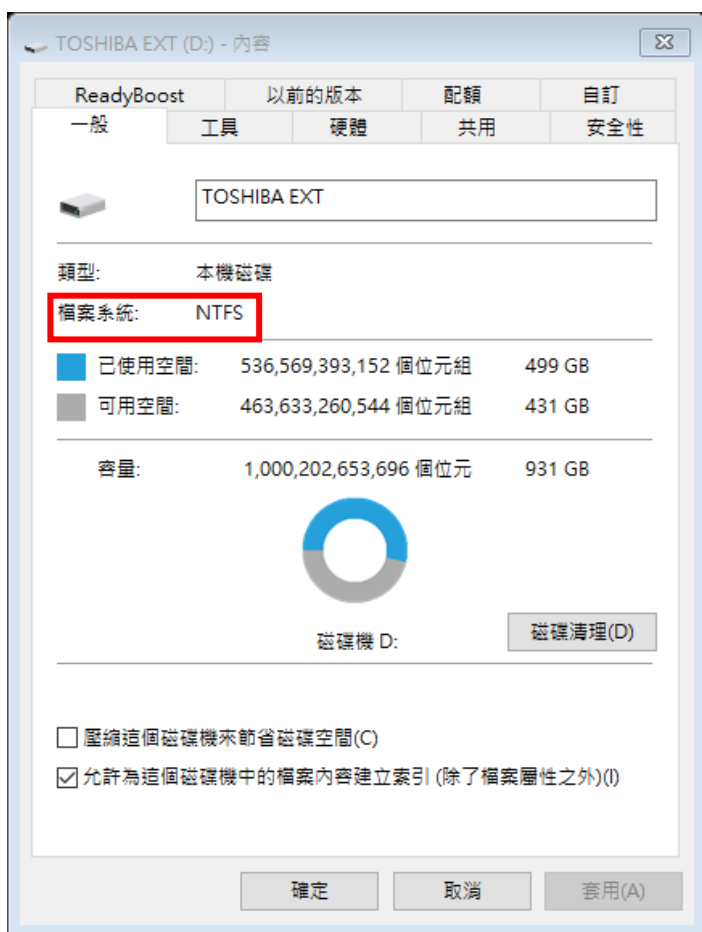 TOSHIBA EXT (D:) - 內容
ReadyBoost 以前的版本 配額 自訂
一般 工具 硬體 共用 安全性
TOSHIBA EXT
類型: 本機磁碟
檔案系統: NTFS
已使用空間: 536,569,393,152 個位元組 499 GB
可用空間: 463,633,260,544 個位元組 431 GB
容量: 1,000,202,653,696 個位元 931 GB
磁碟機 D:
磁碟清理(D)
壓縮這個磁碟機來節省磁碟空間(C)
允許為這個磁碟機中的檔案內容建立索引 (除了檔案屬性之外)(I)
確定 取消 套用(A)